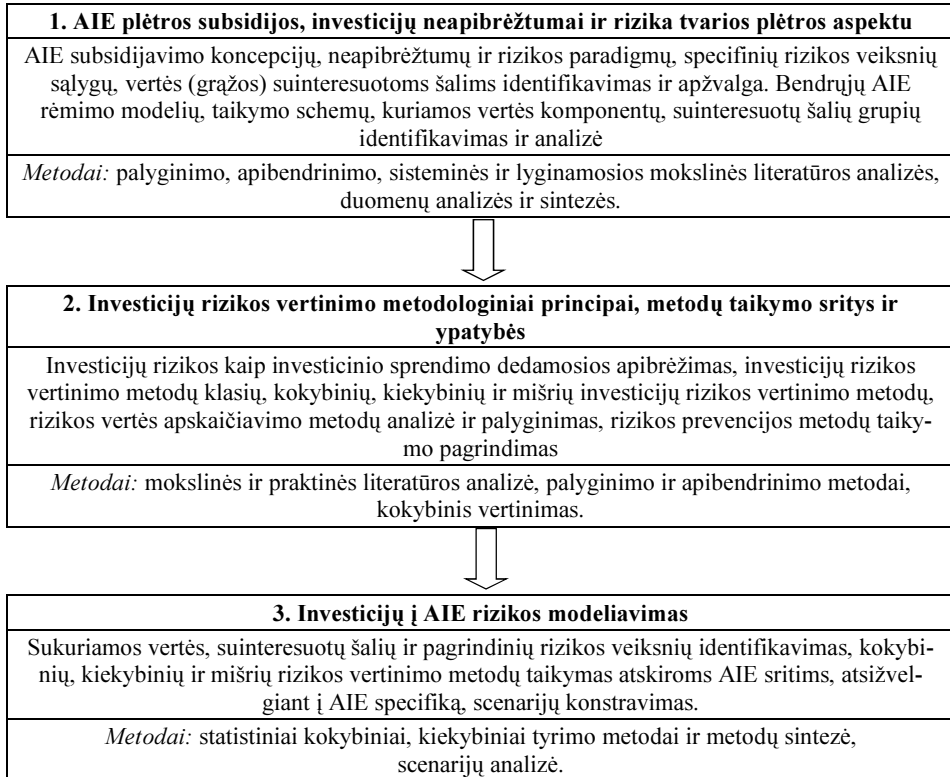 1. AIE plėtros subsidijos, investicijų neapibrėžtumai ir rizika tvarios plėtros aspektu
AIE subsidijavimo koncepcijų, neapibrėžtumų ir rizikos paradigmų, specifinių rizikos veiksnių
sąlygų, vertės (grąžos) suinteresuotoms šalims identifikavimas ir apžvalga. Bendrųjų AIE
rėmimo modelių, taikymo schemų, kuriamos vertės komponentų, suinteresuotų šalių grupių
identifikavimas ir analizė
Metodai: palyginimo, apibendrinimo, sisteminės ir lyginamosios mokslinės literatūros analizės,
duomenų analizės ir sintezės.
2. Investicijų rizikos vertinimo metodologiniai principai, metodų taikymo sritys ir
ypatybės
Investicijų rizikos kaip investicinio sprendimo dedamosios apibrėžimas, investicijų rizikos
vertinimo metodų klasių, kokybinių, kiekybinių ir mišrių investicijų rizikos vertinimo metodų,
rizikos vertės apskaičiavimo metodų analizė ir palyginimas, rizikos prevencijos metodų taiky-
mo pagrindimas
Metodai: mokslinės ir praktinės literatūros analizė, palyginimo ir apibendrinimo metodai,
kokybinis vertinimas.
3. Investicijų į AIE rizikos modeliavimas
Sukuriamos vertės, suinteresuotų šalių ir pagrindinių rizikos veiksnių identifikavimas, kokybi-
nių, kiekybinių ir mišrių rizikos vertinimo metodų taikymas atskiroms AIE sritims, atsižvel-
giant į AIE specifiką, scenarijų konstravimas.
Metodai: statistiniai kokybiniai, kiekybiniai tyrimo metodai ir metodų sintezė,
scenarijų analizė.